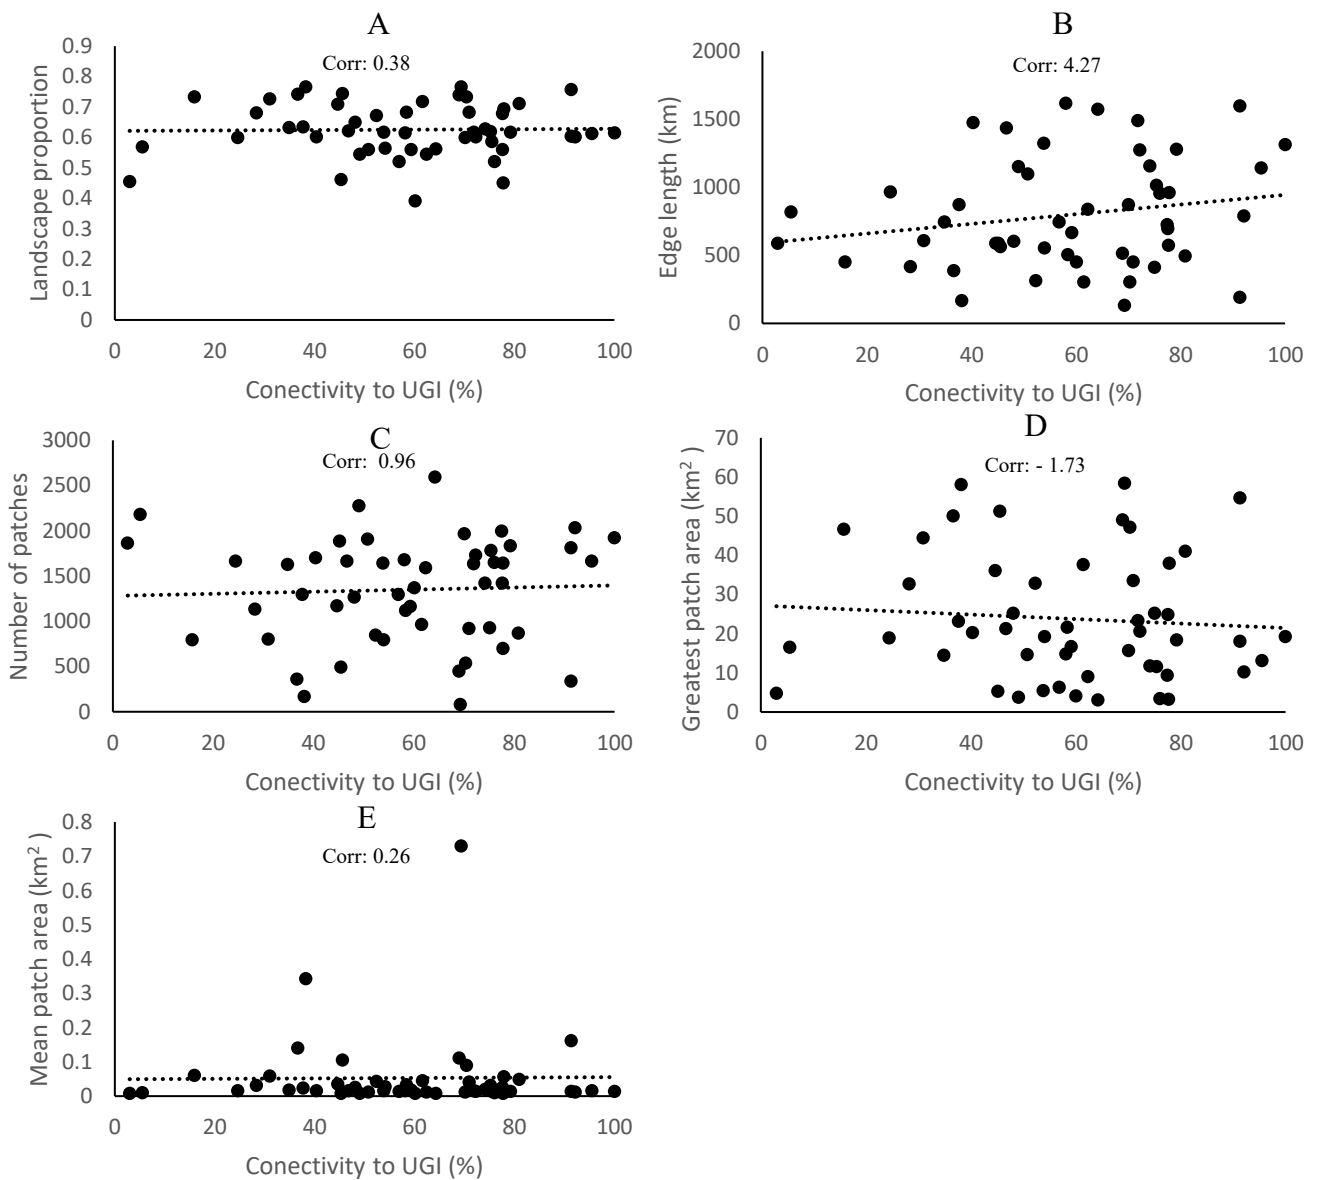 A
Corr: 0.38
Landscape proportion
0.9
0.8
0.7
0.6
0.5
0.4
0.3
0.2
0.1
0
0 20 40 60 80 100
Conectivity to UGI (%)
B
Corr: 4.27
Edge length (km)
2000
1500
1000
500
0
0 20 40 60 80 100
Conectivity to UGI (%)
C
Corr: 0.96
Number of patches
3000
2500
2000
1500
1000
500
0
0 20 40 60 80 100
Conectivity to UGI (%)
D
Corr: - 1.73
Greatest patch area (km²)
70
60
50
40
30
20
10
0
0 20 40 60 80 100
Conectivity to UGI (%)
E
Corr: 0.26
Mean patch area (km²)
0.8
0.7
0.6
0.5
0.4
0.3
0.2
0.1
0
0 20 40 60 80 100
Conectivity to UGI (%)